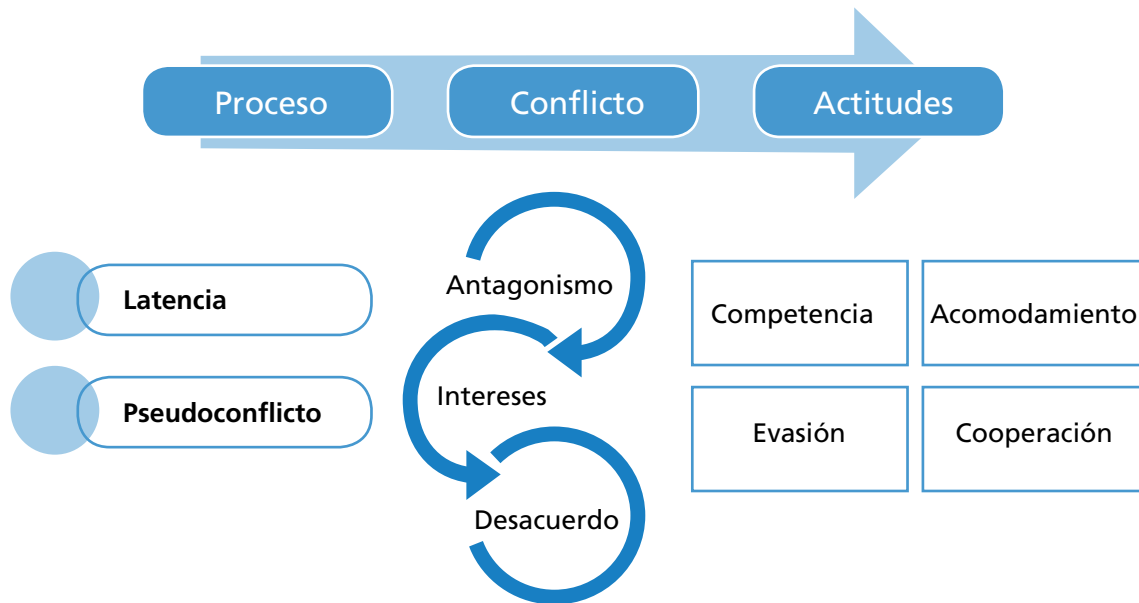 Proceso
Conflicto
Actitudes
Latencia
Pseudoconflicto
Antagonismo
Intereses
Desacuerdo
Competencia
Acomodamiento
Evasión
Cooperación